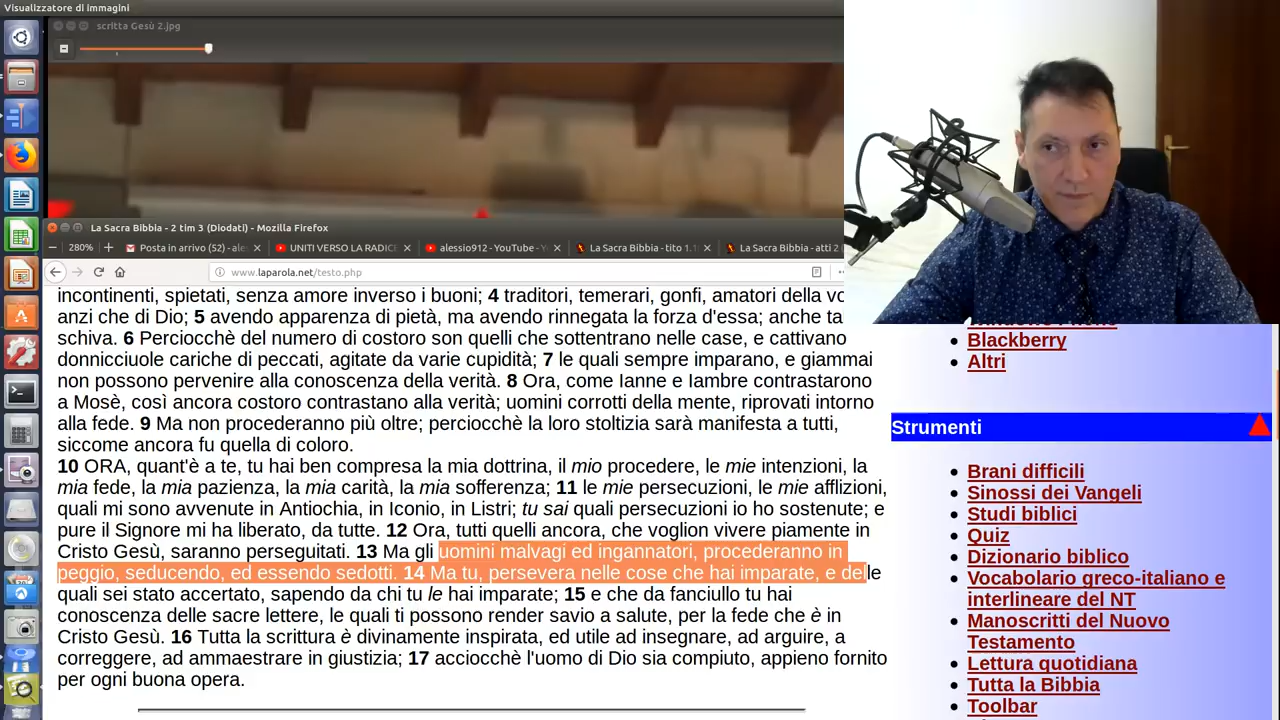 Visualizzatore di immagini
scritta Gesù 2.jpg
La Sacra Bibbia - 2 tim 3 (Diodati) - Mozilla Firefox
280%
Posta in arrivo (52) - ale
UNITI VERSO LA RADICE
alessio912 - YouTube - Y
La Sacra Bibbia - tito 1.1
La Sacra Bibbia - atti 2
www.laparola.net/testo.php
incontinenti, spietati, senza amore inverso i buoni; 4 traditori, temerari, gonfi, amatori della vo
anzi che di Dio; 5 avendo apparenza di pietà, ma avendo rinnegata la forza d'essa; anche ta
schiva. 6 Perciocchè del numero di costoro son quelli che sottentrano nelle case, e cattivano
donnicciuole cariche di peccati, agitate da varie cupidità; 7 le quali sempre imparano, e giammai
non possono pervenire alla conoscenza della verità. 8 Ora, come Ianne e Iambre contrastarono
a Mosè, così ancora costoro contrastano alla verità; uomini corrotti della mente, riprovati intorno
alla fede. 9 Ma non procederanno più oltre; perciocchè la loro stoltizia sarà manifesta a tutti,
siccome ancora fu quella di coloro.
10 ORA, quant'è a te, tu hai ben compresa la mia dottrina, il mio procedere, le mie intenzioni, la
mia fede, la mia pazienza, la mia carità, la mia sofferenza; 11 le mie persecuzioni, le mie afflizioni,
quali mi sono avvenute in Antiochia, in Iconio, in Listri; tu sai quali persecuzioni io ho sostenute; e
pure il Signore mi ha liberato, da tutte. 12 Ora, tutti quelli ancora, che voglion vivere piamente in
Cristo Gesù, saranno perseguitati. 13 Ma gli uomini malvagi ed ingannatori, procederanno in
peggio, seducendo, ed essendo sedotti. 14 Ma tu, persevera nelle cose che hai imparate, e delle
quali sei stato accertato, sapendo da chi tu le hai imparate; 15 e che da fanciullo tu hai
conoscenza delle sacre lettere, le quali ti possono render savio a salute, per la fede che è in
Cristo Gesù. 16 Tutta la scrittura è divinamente inspirata, ed utile ad insegnare, ad arguire, a
correggere, ad ammaestrare in giustizia; 17 acciocchè l'uomo di Dio sia compiuto, appieno fornito
per ogni buona opera.
Blackberry
Altri
Strumenti
Brani difficili
Sinossi dei Vangeli
Studi biblici
Quiz
Dizionario biblico
Vocabolario greco-italiano e
interlineare del NT
Manoscritti del Nuovo
Testamento
Lettura quotidiana
Tutta la Bibbia
Toolbar